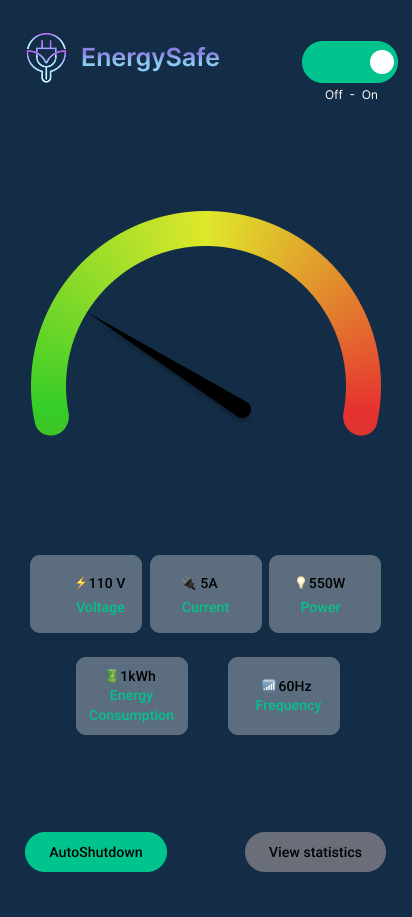 EnergySafe
Off - On
⚡110 V
Voltage
🔌 5A
Current
💡550W
Power
🔋1kWh
Energy
Consumption
📶60Hz
Frequency
AutoShutdown
View statistics